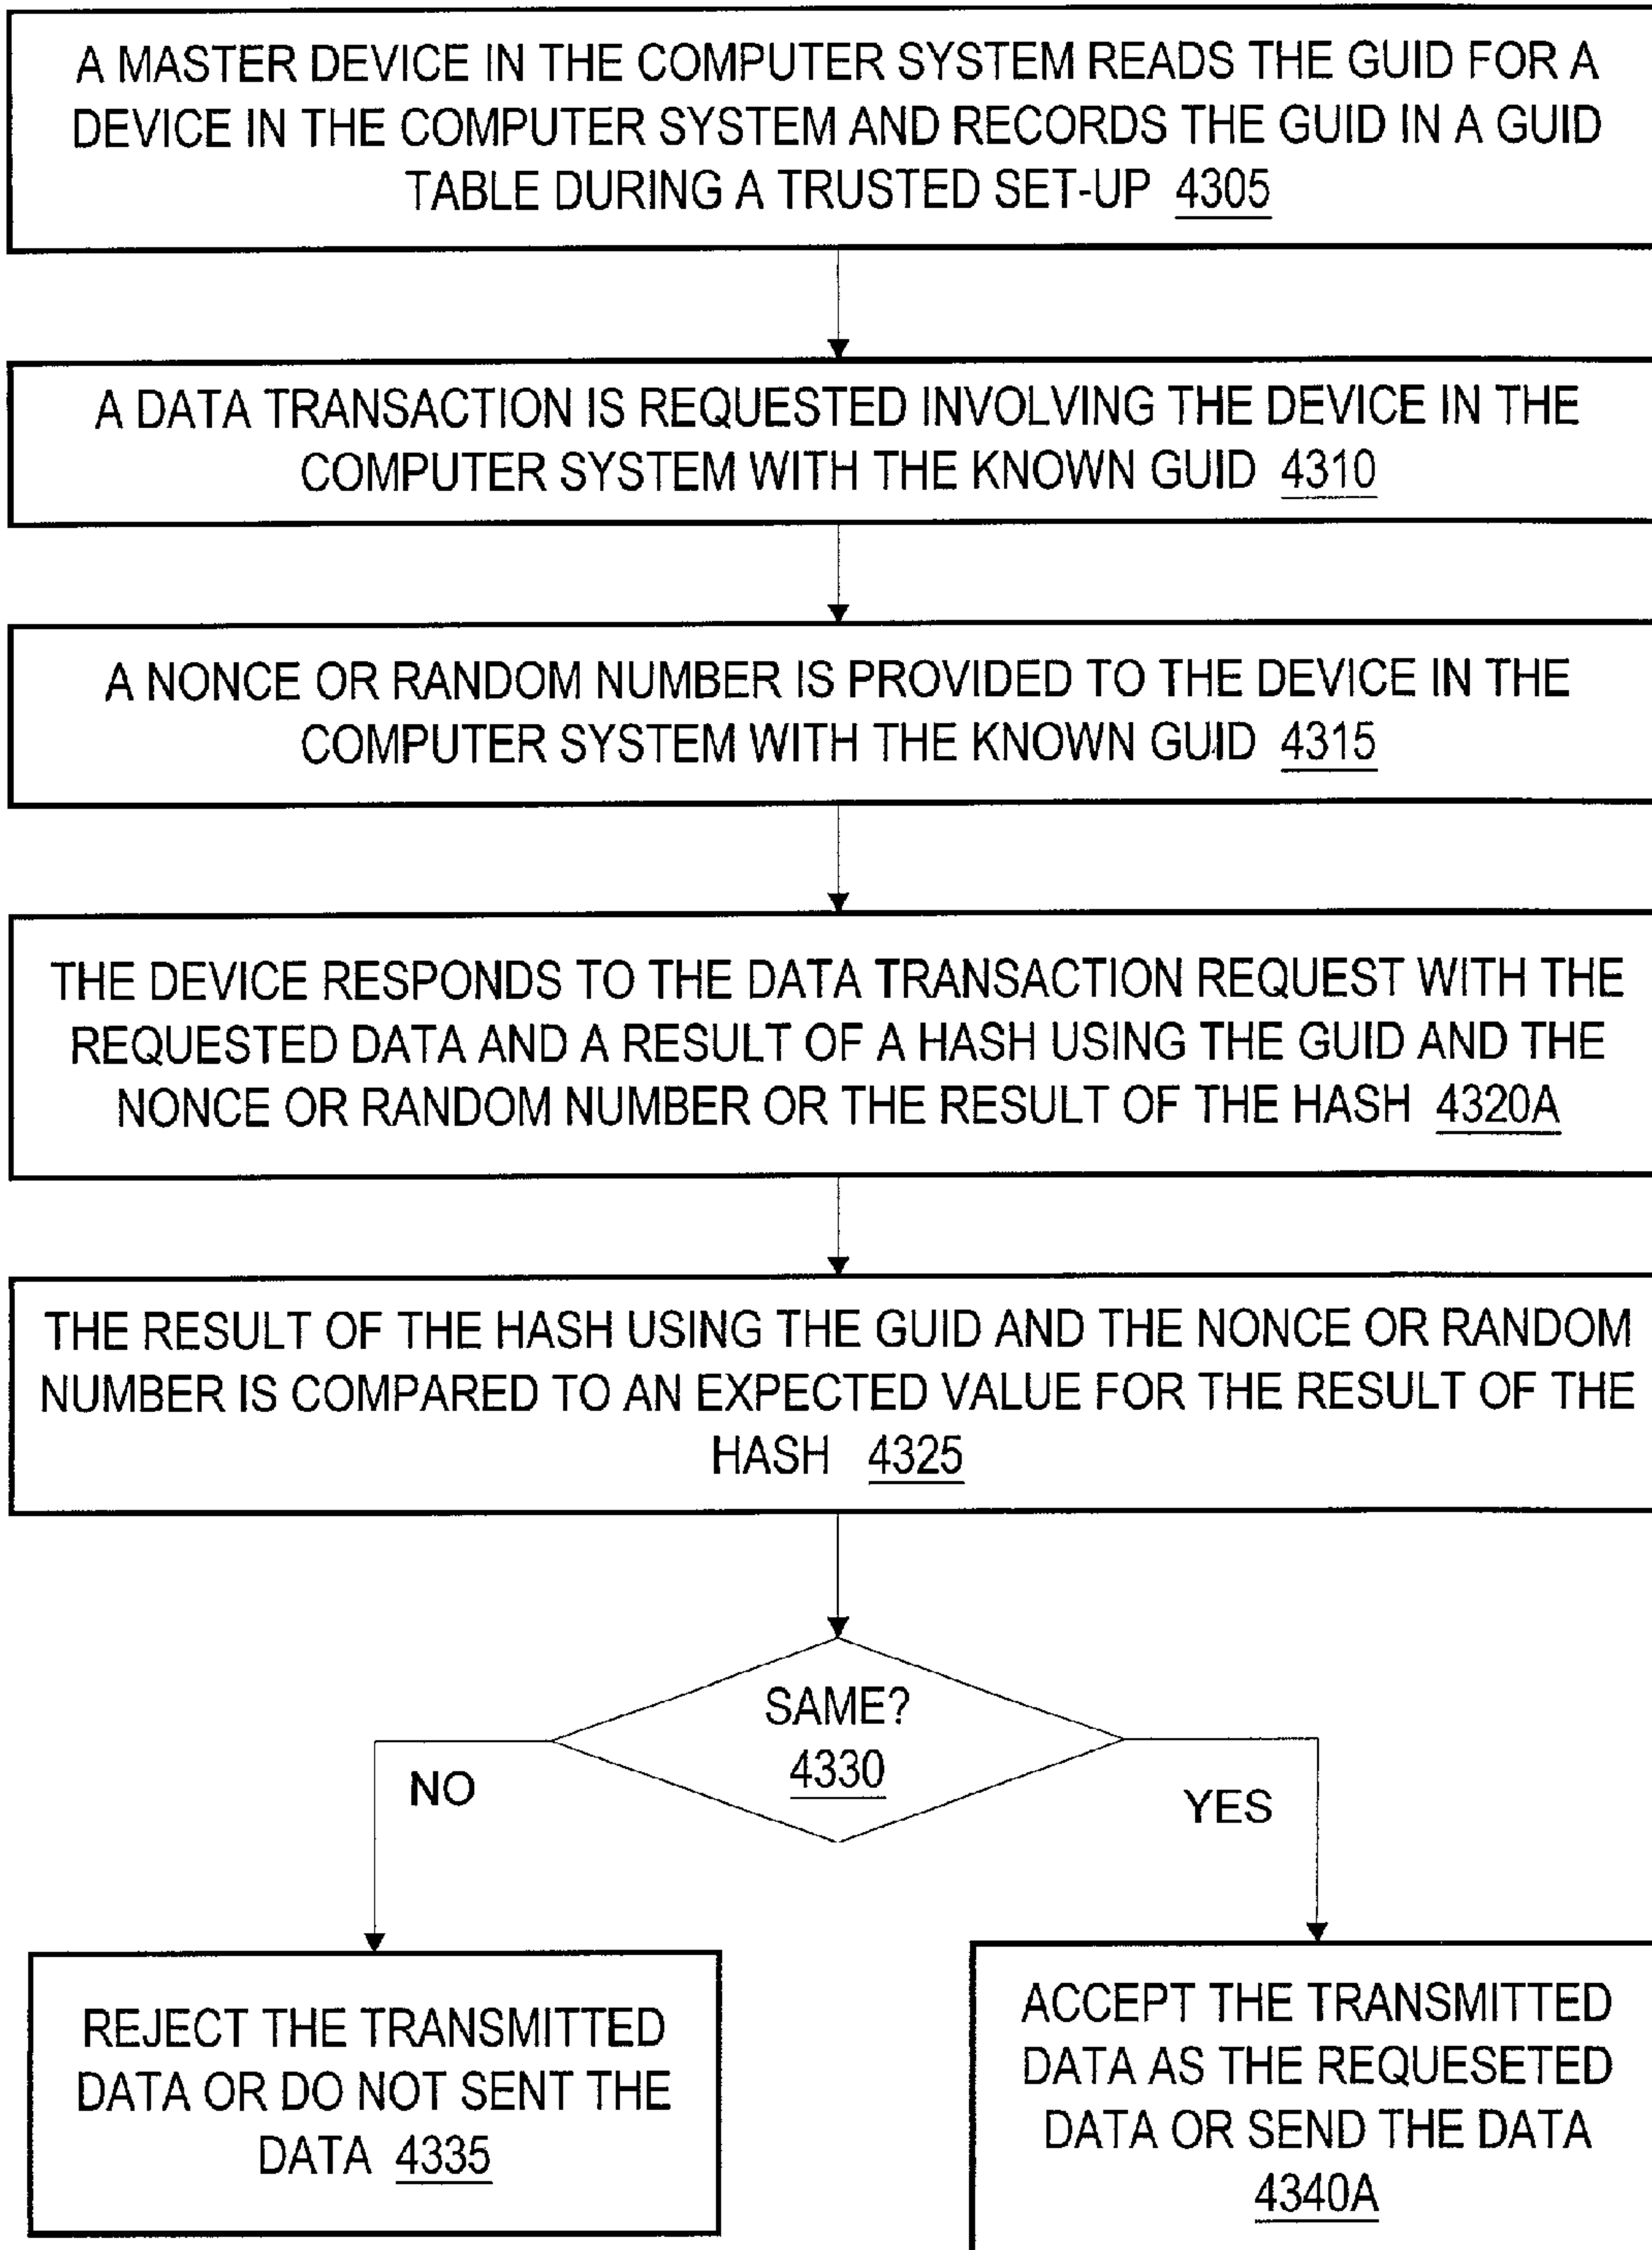 A MASTER DEVICE IN THE COMPUTER SYSTEM READS THE GUID FOR A
DEVICE IN THE COMPUTER SYSTEM AND RECORDS THE GUID IN A GUID
TABLE DURING A TRUSTED SET-UP 4305
A DATA TRANSACTION IS REQUESTED INVOLVING THE DEVICE IN THE
COMPUTER SYSTEM WITH THE KNOWN GUID 4310
A NONCE OR RANDOM NUMBER IS PROVIDED TO THE DEVICE IN THE
COMPUTER SYSTEM WITH THE KNOWN GUID 4315
THE DEVICE RESPONDS TO THE DATA TRANSACTION REQUEST WITH THE
REQUESTED DATA AND A RESULT OF A HASH USING THE GUID AND THE
NONCE OR RANDOM NUMBER OR THE RESULT OF THE HASH 4320A
THE RESULT OF THE HASH USING THE GUID AND THE NONCE OR RANDOM
NUMBER IS COMPARED TO AN EXPECTED VALUE FOR THE RESULT OF THE
HASH 4325
SAME?
4330
NO
YES
REJECT THE TRANSMITTED
DATA OR DO NOT SENT THE
DATA 4335
ACCEPT THE TRANSMITTED
DATA AS THE REQUESETED
DATA OR SEND THE DATA
4340A